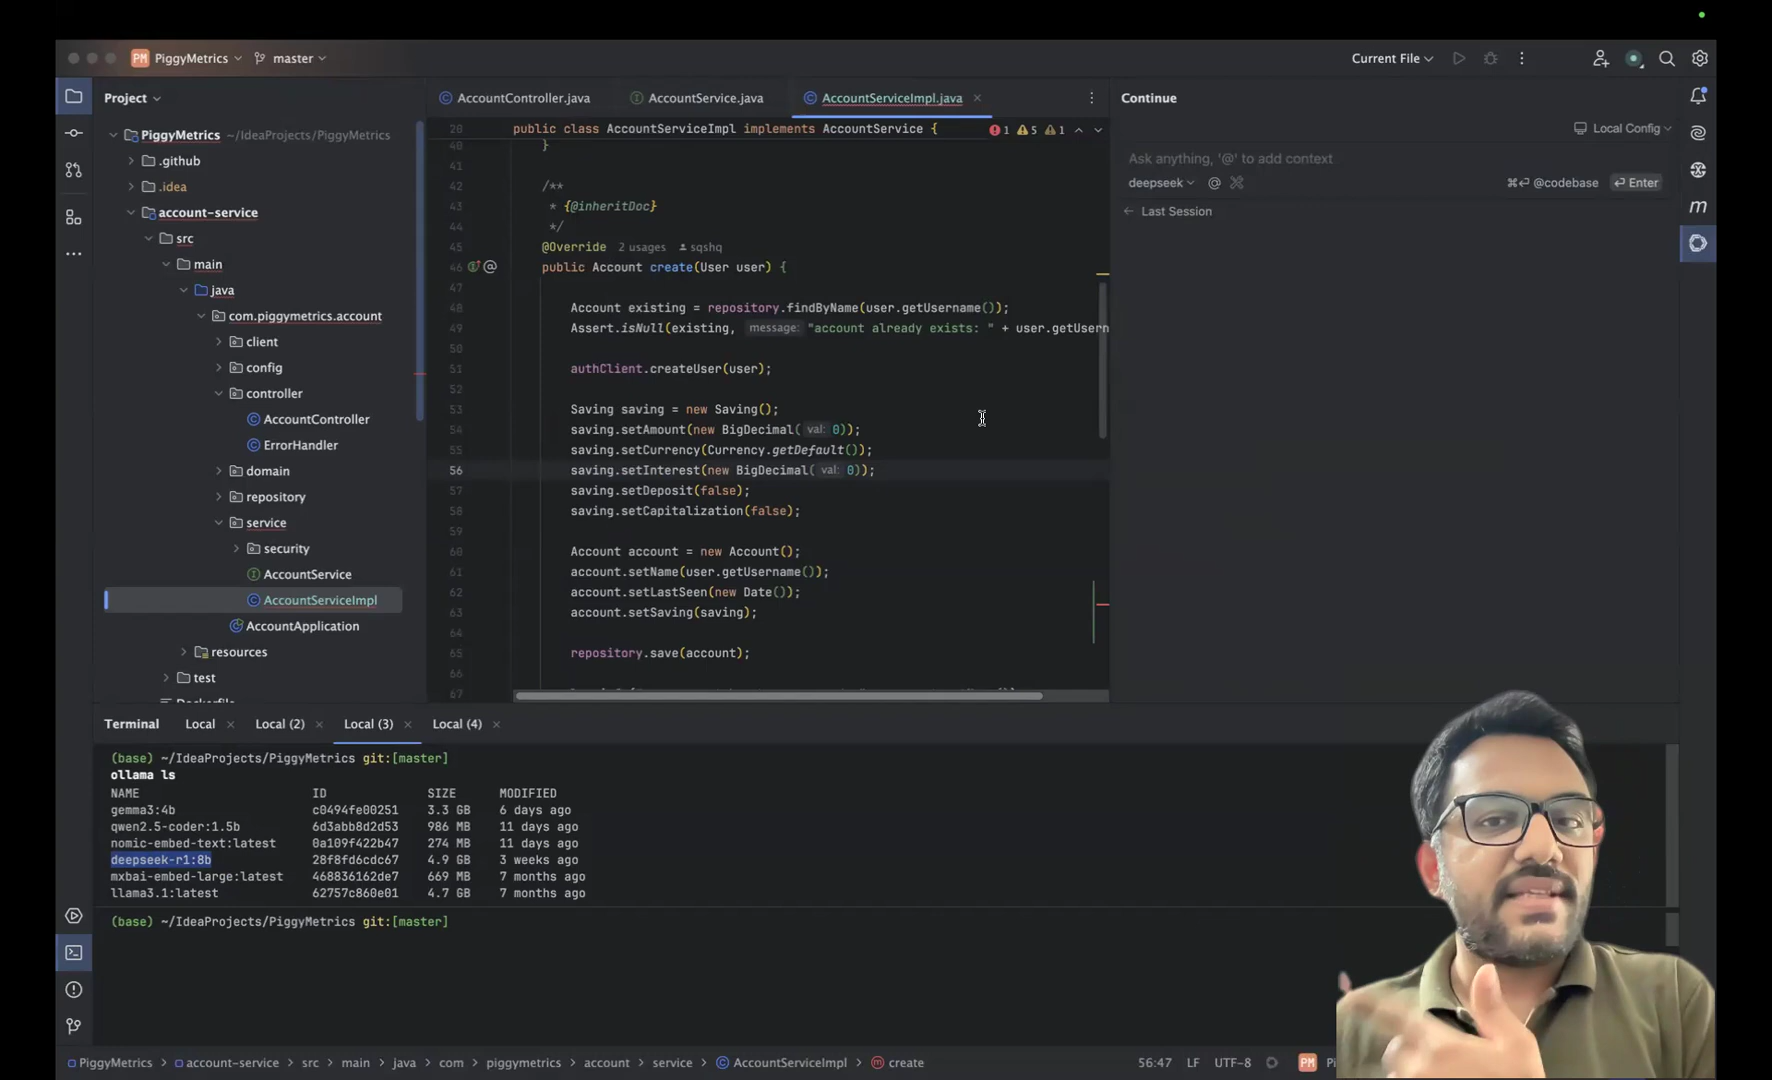 PM PiggyMetrics master Current File
Project
PiggyMetrics ~/IdeaProjects/PiggyMetrics
.github
.idea
account-service
src
main
java
com.piggymetrics.account
client
config
controller
AccountController
ErrorHandler
domain
repository
service
security
AccountService
AccountServiceImpl
AccountApplication
resources
test
AccountController.java AccountService.java AccountServiceImpl.java
20 public class AccountServiceImpl implements AccountService { 1 5 1
40 }
41
42 /**
43 * {@inheritDoc}
44 */
45 @Override 2 usages sqshq
46 public Account create(User user) {
47
48 Account existing = repository.findByName(user.getUsername());
49 Assert.isNull(existing, message: "account already exists: " + user.getUsern
50
51 authClient.createUser(user);
52
53 Saving saving = new Saving();
54 saving.setAmount(new BigDecimal( val: 0));
55 saving.setCurrency(Currency.getDefault());
56 saving.setInterest(new BigDecimal( val: 0));
57 saving.setDeposit(false);
58 saving.setCapitalization(false);
59
60 Account account = new Account();
61 account.setName(user.getUsername());
62 account.setLastSeen(new Date());
63 account.setSaving(saving);
64
65 repository.save(account);
66
67
Continue
Local Config
Ask anything, '@' to add context
deepseek @ ⌘⏎ @codebase ⏎ Enter
← Last Session
m
Terminal Local Local (2) Local (3) Local (4)
(base) ~/IdeaProjects/PiggyMetrics git:[master]
ollama ls
NAME ID SIZE MODIFIED
gemma3:4b c0494fe00251 3.3 GB 6 days ago
qwen2.5-coder:1.5b 6d3abb8d2d53 986 MB 11 days ago
nomic-embed-text:latest 0a109f422b47 274 MB 11 days ago
deepseek-r1:8b 28f8fd6cdc67 4.9 GB 3 weeks ago
mxbai-embed-large:latest 468836162de7 669 MB 7 months ago
llama3.1:latest 62757c860e01 4.7 GB 7 months ago
(base) ~/IdeaProjects/PiggyMetrics git:[master]
PiggyMetrics > account-service > src > main > java > com > piggymetrics > account > service > AccountServiceImpl > create 56:47 LF UTF-8 PM